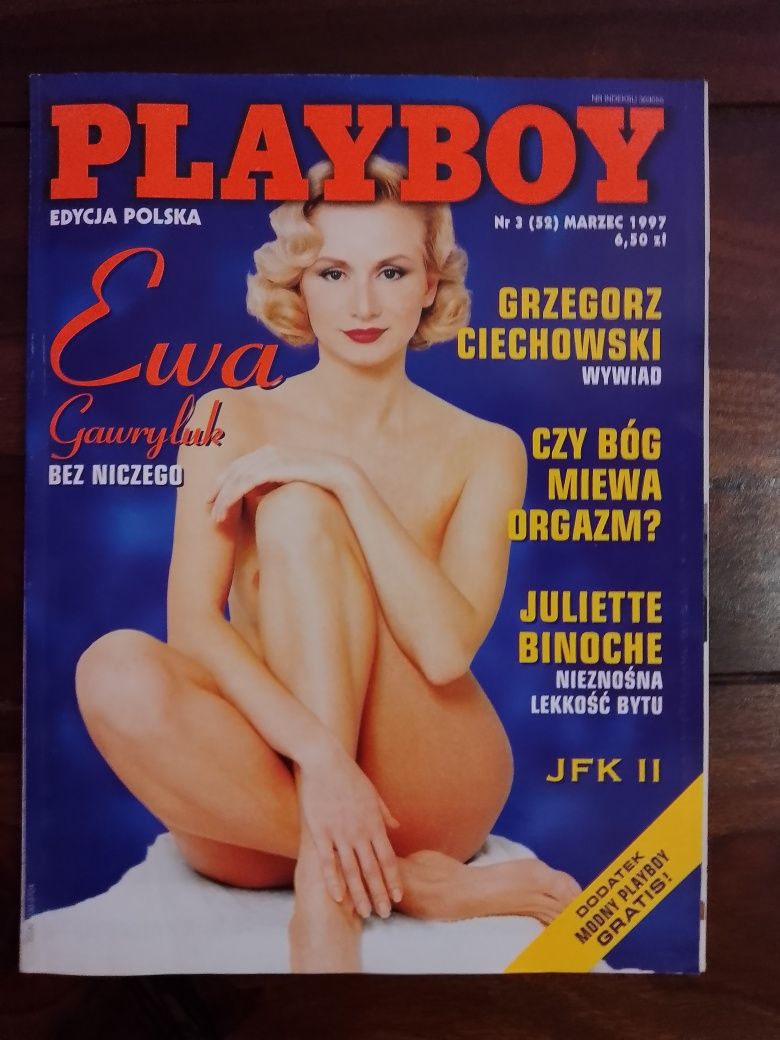 PLAYBOY
EDYCJA POLSKA
Nr 3 (52) MARZEC 1997
6,50 zł
Ewa
Gawryluk
BEZ NICZEGO
GRZEGORZ
CIECHOWSKI
WYWIAD
CZY BÓG
MIEWA
ORGAZM?
JULIETTE
BINOCHE
NIEZNOŚNA
LEKKOŚĆ BYTU
JFK II
DODATEK
MODNY PLAYBOY
GRATIS!